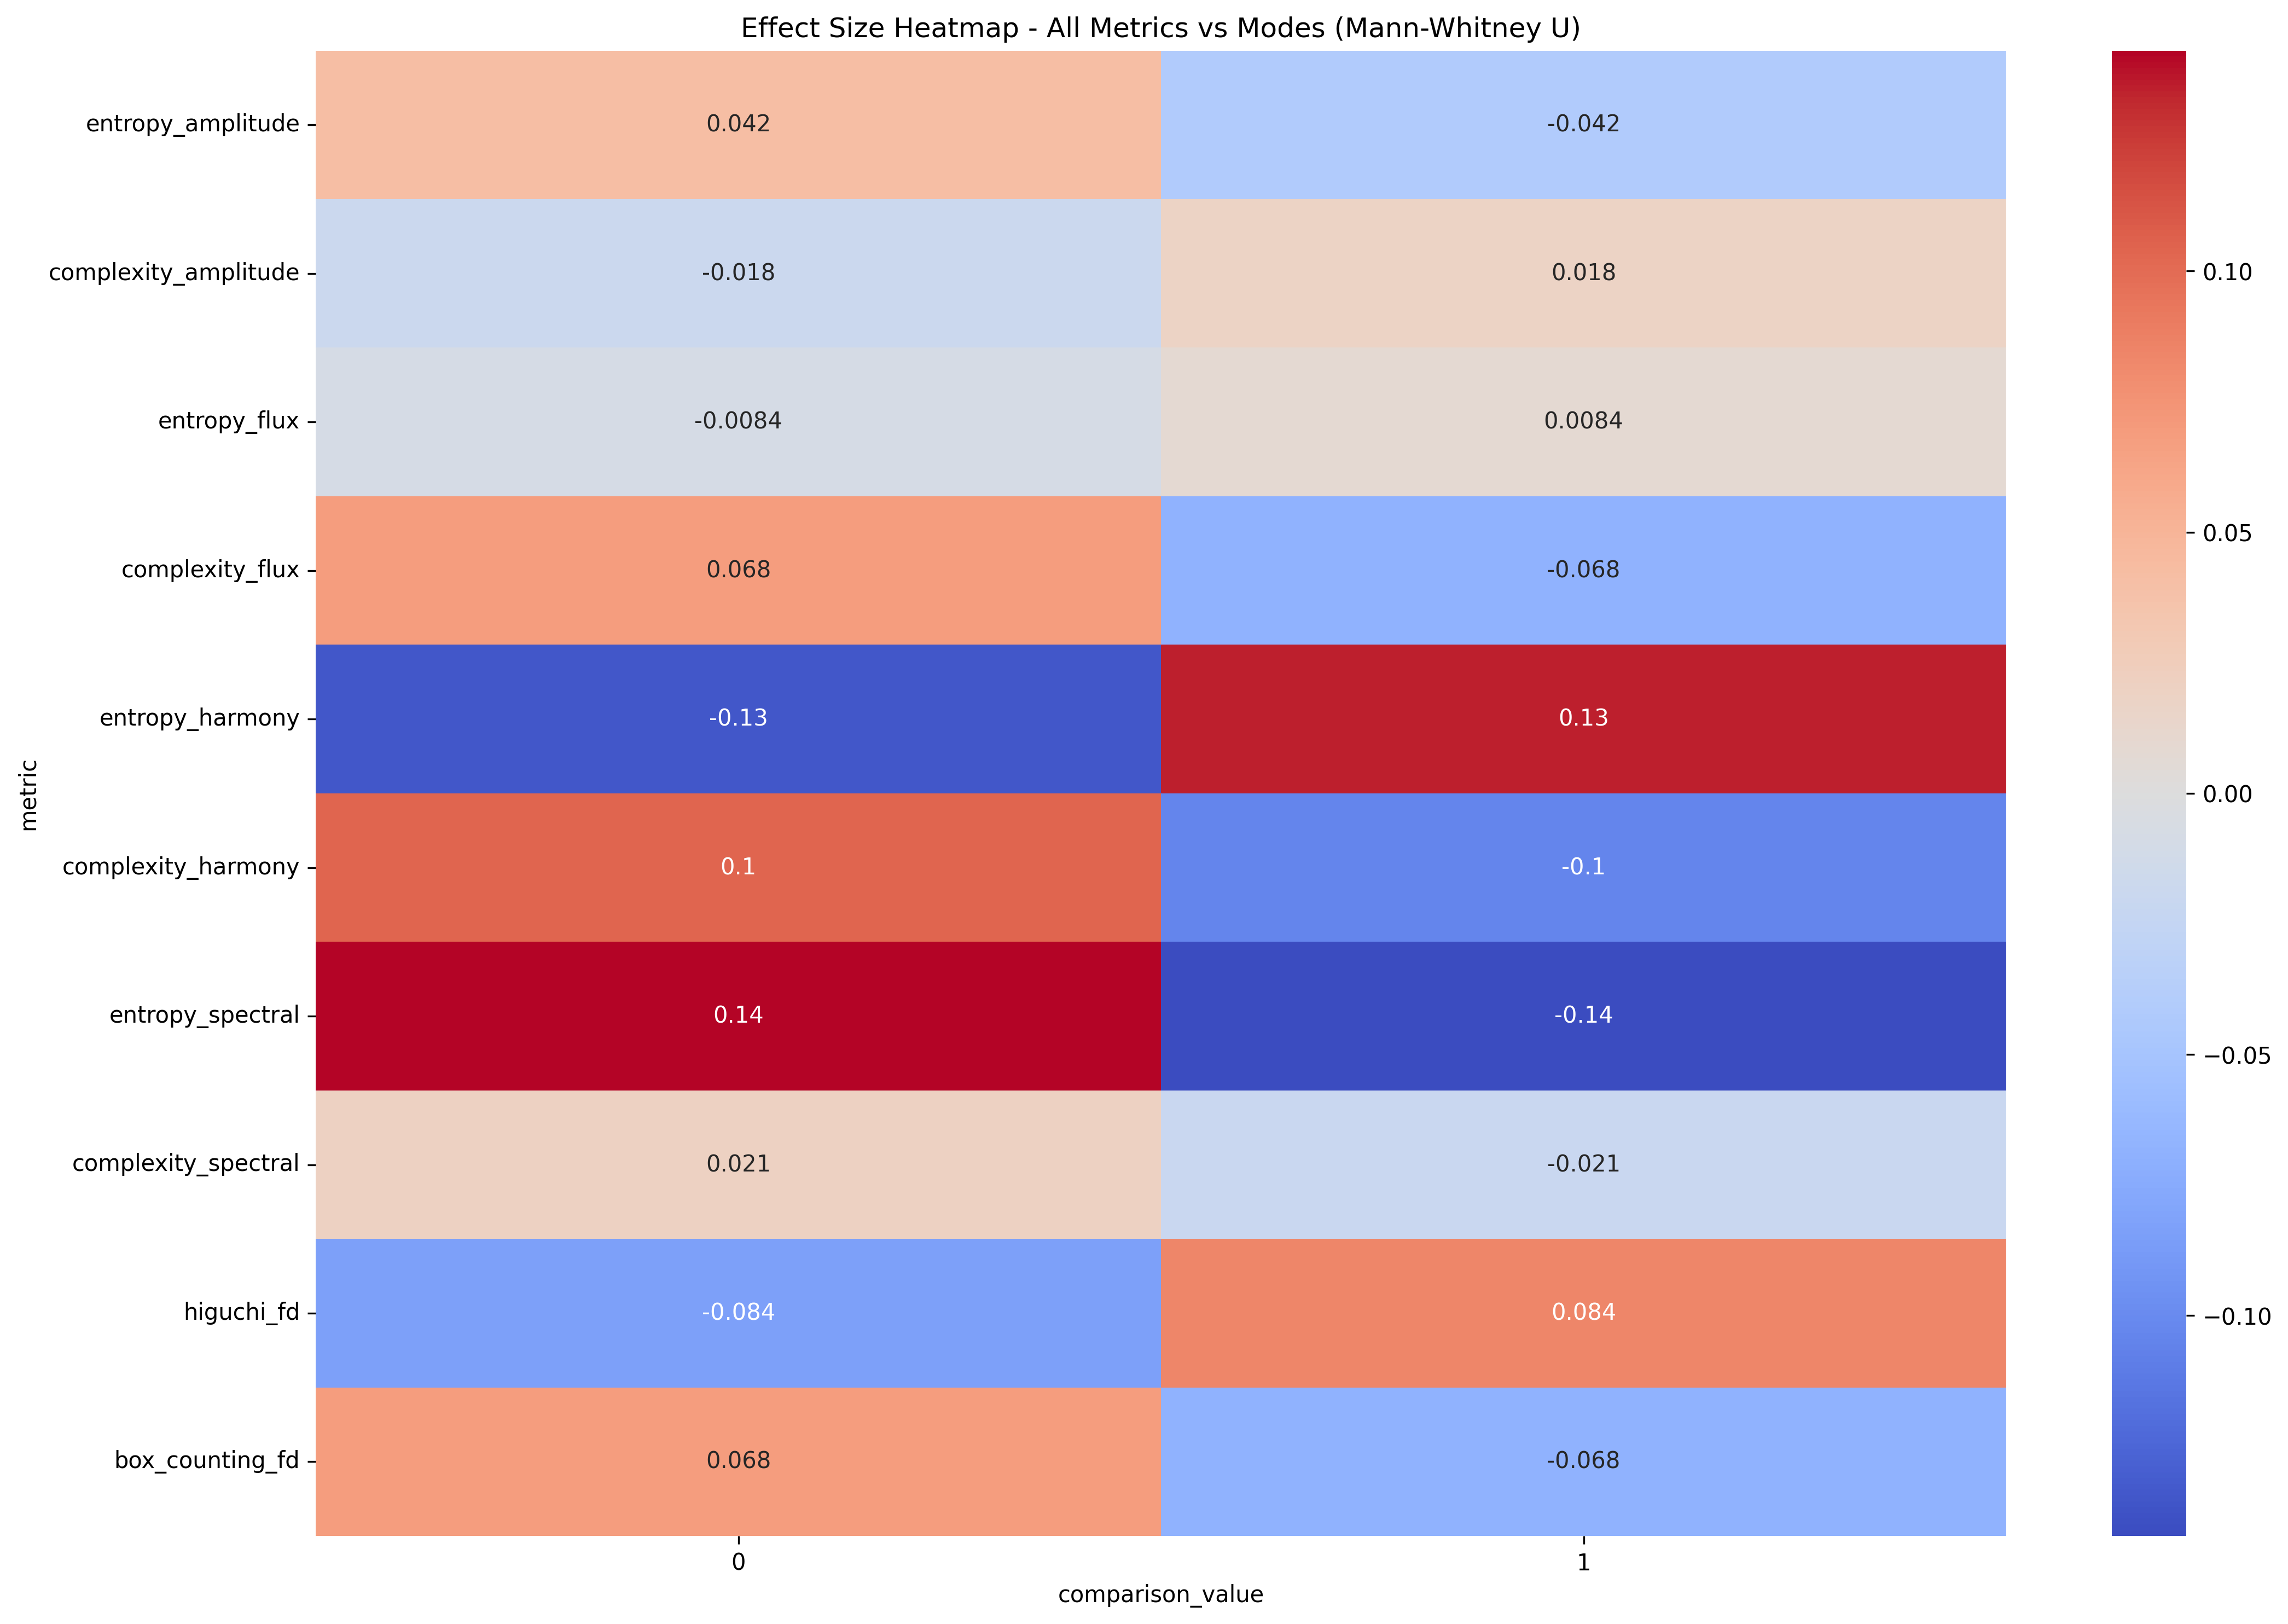 Effect Size Heatmap - All Metrics vs Modes (Mann-Whitney U)
metric
entropy_amplitude 0.042 -0.042
complexity_amplitude -0.018 0.018
entropy_flux -0.0084 0.0084
complexity_flux 0.068 -0.068
entropy_harmony -0.13 0.13
complexity_harmony 0.1 -0.1
entropy_spectral 0.14 -0.14
complexity_spectral 0.021 -0.021
higuchi_fd -0.084 0.084
box_counting_fd 0.068 -0.068
0 1
comparison_value
0.10
0.05
0.00
−0.05
−0.10